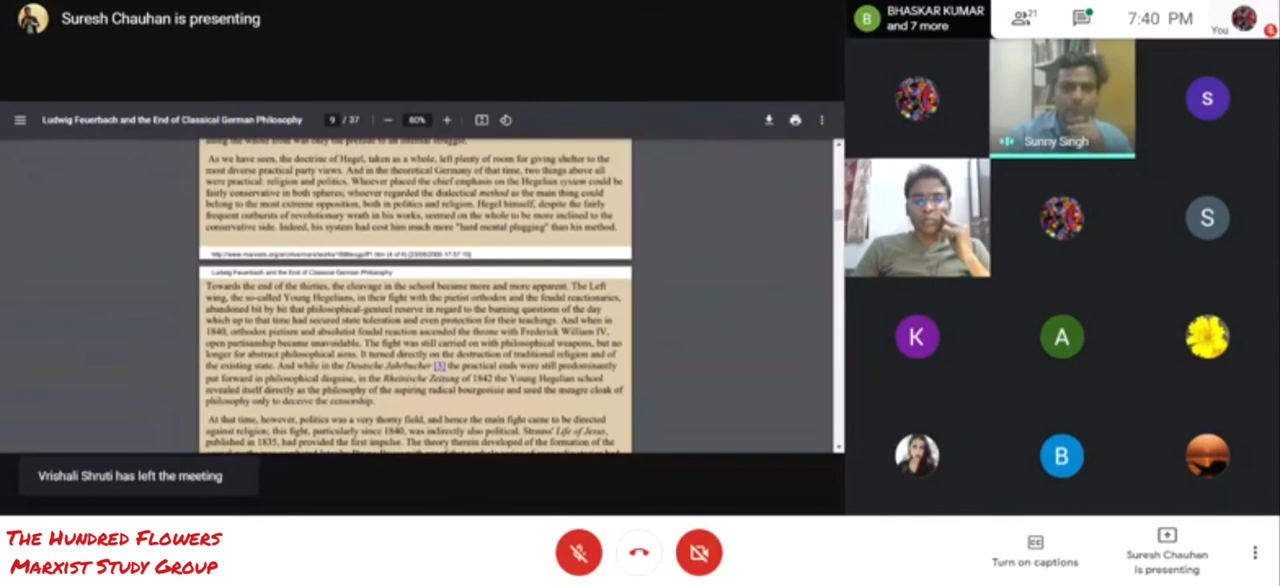 Suresh Chauhan is presenting
BHASKAR KUMAR
and 7 more
B
21
7:40 PM
You
Ludwig Feuerbach and the End of Classical German Philosophy
9 / 37
80%
As we have seen, the doctrine of Hegel, taken as a whole, left plenty of room for giving shelter to the
most diverse practical party views. And in the theoretical Germany of that time, two things above all
were practical: religion and politics. Whoever placed the chief emphasis on the Hegelian system could be
fairly conservative in both spheres; whoever regarded the dialectical method as the main thing could
belong to the most extreme opposition, both in politics and religion. Hegel himself, despite the fairly
frequent outbursts of revolutionary wrath in his works, seemed on the whole to be more inclined to the
conservative side. Indeed, his system had cost him much more "hard mental plugging" than his method.
Ludwig Feuerbach and the End of Classical German Philosophy
Towards the end of the thirties, the cleavage in the school became more and more apparent. The Left
wing, the so-called Young Hegelians, in their fight with the pietist orthodox and the feudal reactionaries,
abandoned bit by bit that philosophical-genteel reserve in regard to the burning questions of the day
which up to that time had secured state toleration and even protection for their teachings. And when in
1840, orthodox pietism and absolutist feudal reaction ascended the throne with Frederick William IV,
open partisanship became unavoidable. The fight was still carried on with philosophical weapons, but no
longer for abstract philosophical aims. It turned directly on the destruction of traditional religion and of
the existing state. And while in the Deutsche Jahrbucher [3] the practical ends were still predominantly
put forward in philosophical disguise, in the Rheinische Zeitung of 1842 the Young Hegelian school
revealed itself directly as the philosophy of the aspiring radical bourgeoisie and used the meagre cloak of
philosophy only to deceive the censorship.
At that time, however, politics was a very thorny field, and hence the main fight came to be directed
against religion; this fight, particularly since 1840, was indirectly also political. Strauss' Life of Jesus,
published in 1835, had provided the first impulse. The theory therein developed of the formation of the
Sunny Singh
S
S
K
A
B
Vrishali Shruti has left the meeting
THE HUNDRED FLOWERS
MARXIST STUDY GROUP
Turn on captions
Suresh Chauhan
is presenting